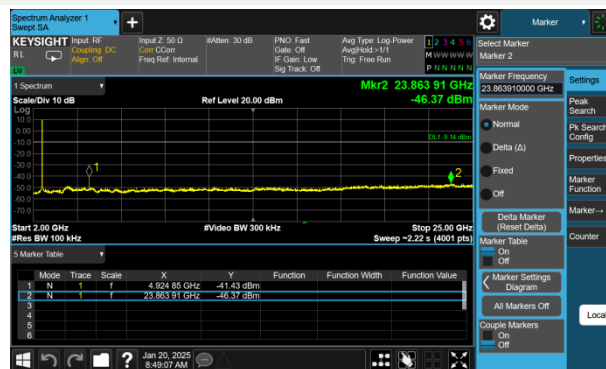 Spectrum Analyzer 1
Swept SA
Marker
KEYSIGHT
RL
Input: RF
Coupling: DC
Align: Off
Input Z: 50 Ω
Corr CCorr
Freq Ref: Internal
#Atten: 30 dB
PNO: Fast
Gate: Off
IF Gain: Low
Sig Track: Off
Avg Type: Log-Power
Avg|Hold:>1/1
Trig: Free Run
1 2 3 4 5 6
M W W W W W
P N N N N N
LVI
Select Marker
Marker 2
1 Spectrum
Mkr2 23.863 91 GHz
Scale/Div 10 dB
Ref Level 20.00 dBm
-46.37 dBm
Log
10.0
0.00
-10.0
-20.0
-30.0
-40.0
-50.0
-60.0
-70.0
DL1 -9.14 dBm
1
2
Start 2.00 GHz
#Video BW 300 kHz
Stop 25.00 GHz
#Res BW 100 kHz
Sweep ~2.22 s (4001 pts)
5 Marker Table
Mode Trace Scale X Y Function Function Width Function Value
1 N 1 f 4.924 85 GHz -41.43 dBm
2 N 1 f 23.863 91 GHz -46.37 dBm
3
4
5
6
Marker Frequency
23.863910000 GHz
Marker Mode
Normal
Delta (Δ)
Fixed
Off
Delta Marker
(Reset Delta)
Marker Table
On
Off
Marker Settings
Diagram
All Markers Off
Couple Markers
On
Off
Settings
Peak
Search
Pk Search
Config
Properties
Marker
Function
Marker→
Counter
Local
?
Jan 20, 2025
8:49:07 AM